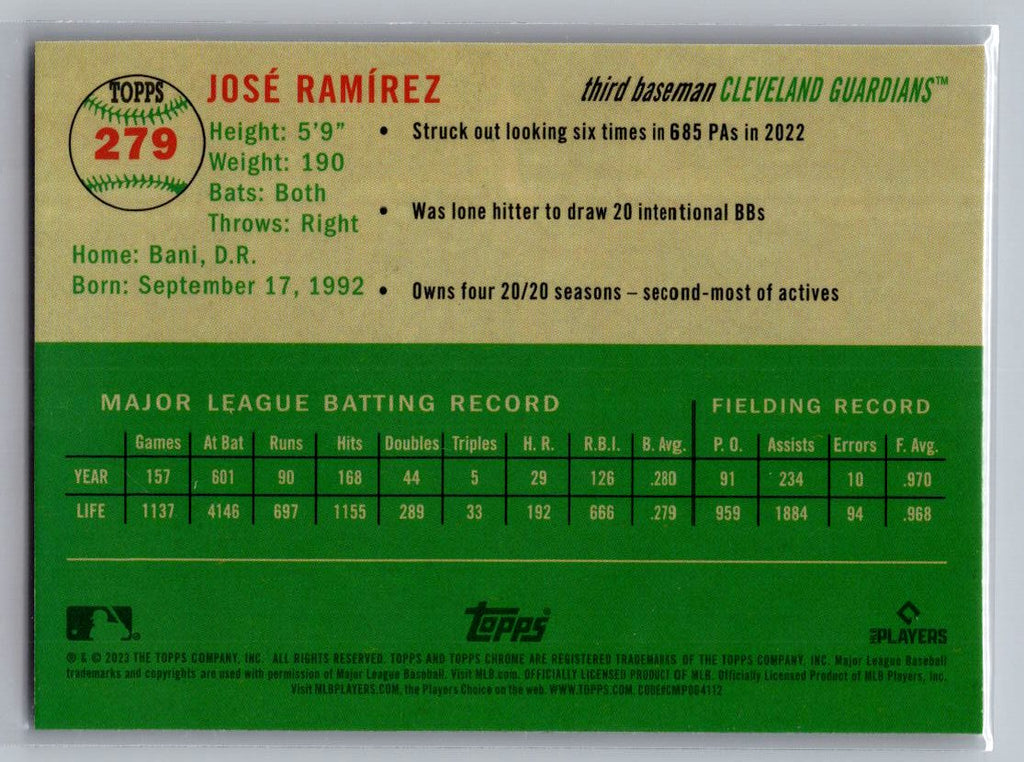 TOPPS
279
JOSÉ RAMÍREZ
third baseman CLEVELAND GUARDIANS™
Height: 5'9"
Weight: 190
Bats: Both
Throws: Right
Home: Bani, D.R.
Born: September 17, 1992
• Struck out looking six times in 685 PAs in 2022
• Was lone hitter to draw 20 intentional BBs
• Owns four 20/20 seasons – second-most of actives
MAJOR LEAGUE BATTING RECORD FIELDING RECORD
Games At Bat Runs Hits Doubles Triples H. R. R.B.I. B. Avg. P. O. Assists Errors F. Avg.
YEAR 157 601 90 168 44 5 29 126 .280 91 234 10 .970
LIFE 1137 4146 697 1155 289 33 192 666 .279 959 1884 94 .968
Topps®
MLB PLAYERS
® & © 2023 THE TOPPS COMPANY, INC. ALL RIGHTS RESERVED. TOPPS AND TOPPS CHROME ARE REGISTERED TRADEMARKS OF THE TOPPS COMPANY, INC. Major League Baseball
trademarks and copyrights are used with permission of Major League Baseball. Visit MLB.com. OFFICIALLY LICENSED PRODUCT OF MLB. Officially Licensed Product of MLB Players, Inc.
Visit MLBPLAYERS.COM, the Players Choice on the web. WWW.TOPPS.COM. CODE#CMP004112